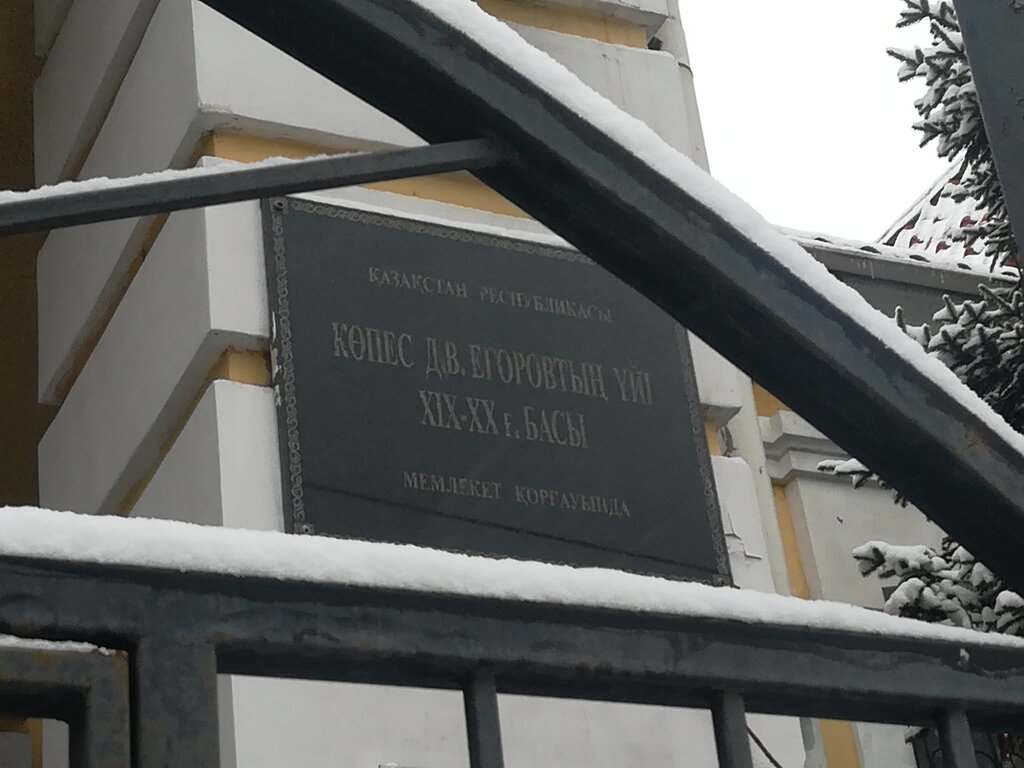 ҚАЗАҚСТАН РЕСПУБЛИКАСЫ
КӨПЕС Д.В. ЕГОРОВТЫҢ ҮЙІ
XIX-XX ғ. БАСЫ
МЕМЛЕКЕТ ҚОРҒАУЫНДА